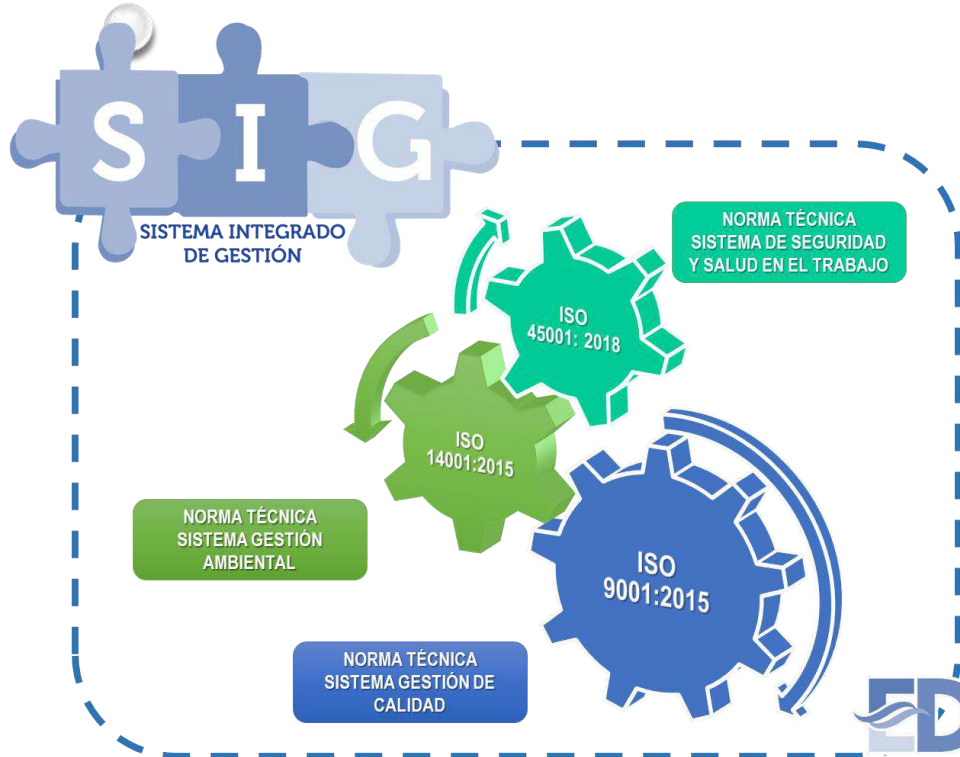 S I G
SISTEMA INTEGRADO
DE GESTIÓN
NORMA TÉCNICA
SISTEMA DE SEGURIDAD
Y SALUD EN EL TRABAJO
ISO
45001: 2018
ISO
14001:2015
NORMA TÉCNICA
SISTEMA GESTIÓN
AMBIENTAL
ISO
9001:2015
NORMA TÉCNICA
SISTEMA GESTIÓN DE
CALIDAD
ED